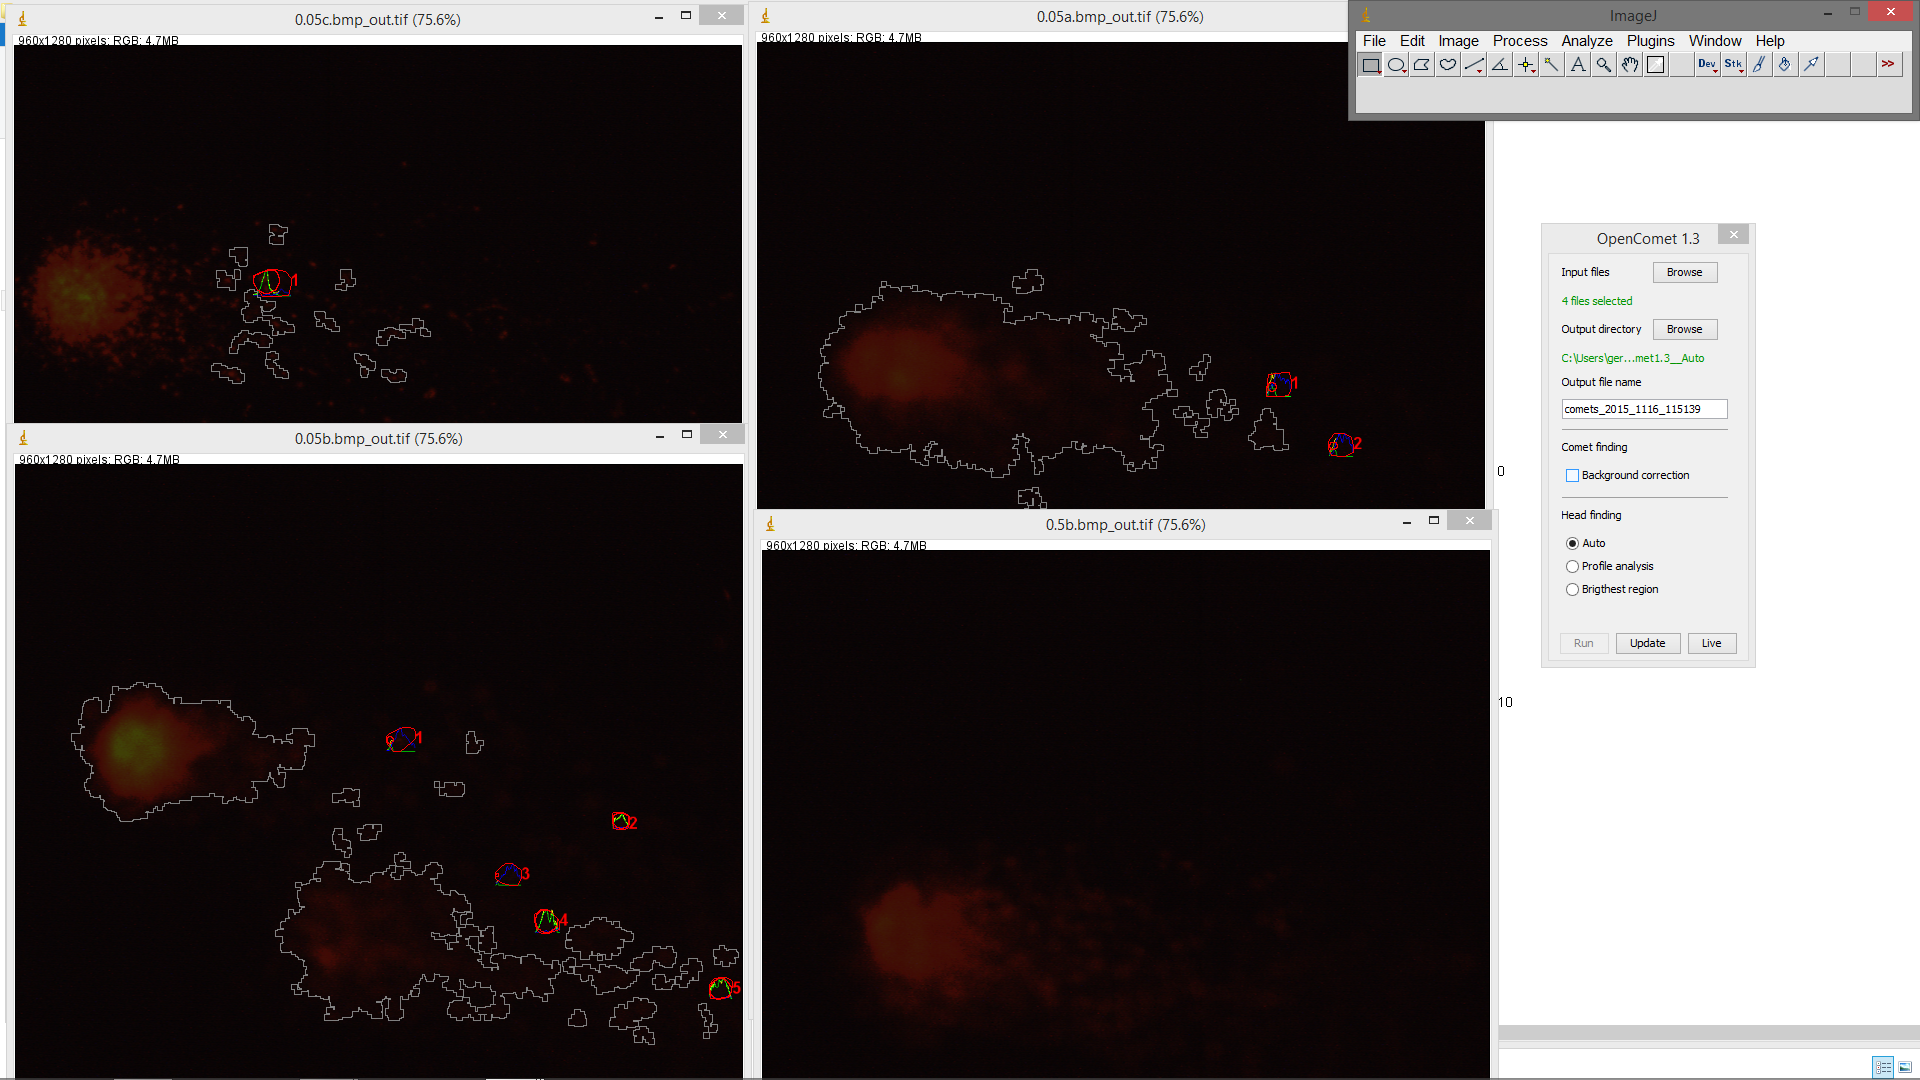 0.05c.bmp_out.tif (75.6%)
960x1280 pixels; RGB; 4.7MB
1
0.05a.bmp_out.tif (75.6%)
960x1280 pixels; RGB; 4.7MB
1
2
ImageJ
File Edit Image Process Analyze Plugins Window Help
A Dev Stk >>
0.05b.bmp_out.tif (75.6%)
960x1280 pixels; RGB; 4.7MB
1
2
3
4
5
0.5b.bmp_out.tif (75.6%)
960x1280 pixels; RGB; 4.7MB
0
10
OpenComet 1.3
Input files Browse
4 files selected
Output directory Browse
C:\Users\ger...met1.3__Auto
Output file name
comets_2015_1116_115139
Comet finding
Background correction
Head finding
Auto
Profile analysis
Brigthest region
Run Update Live